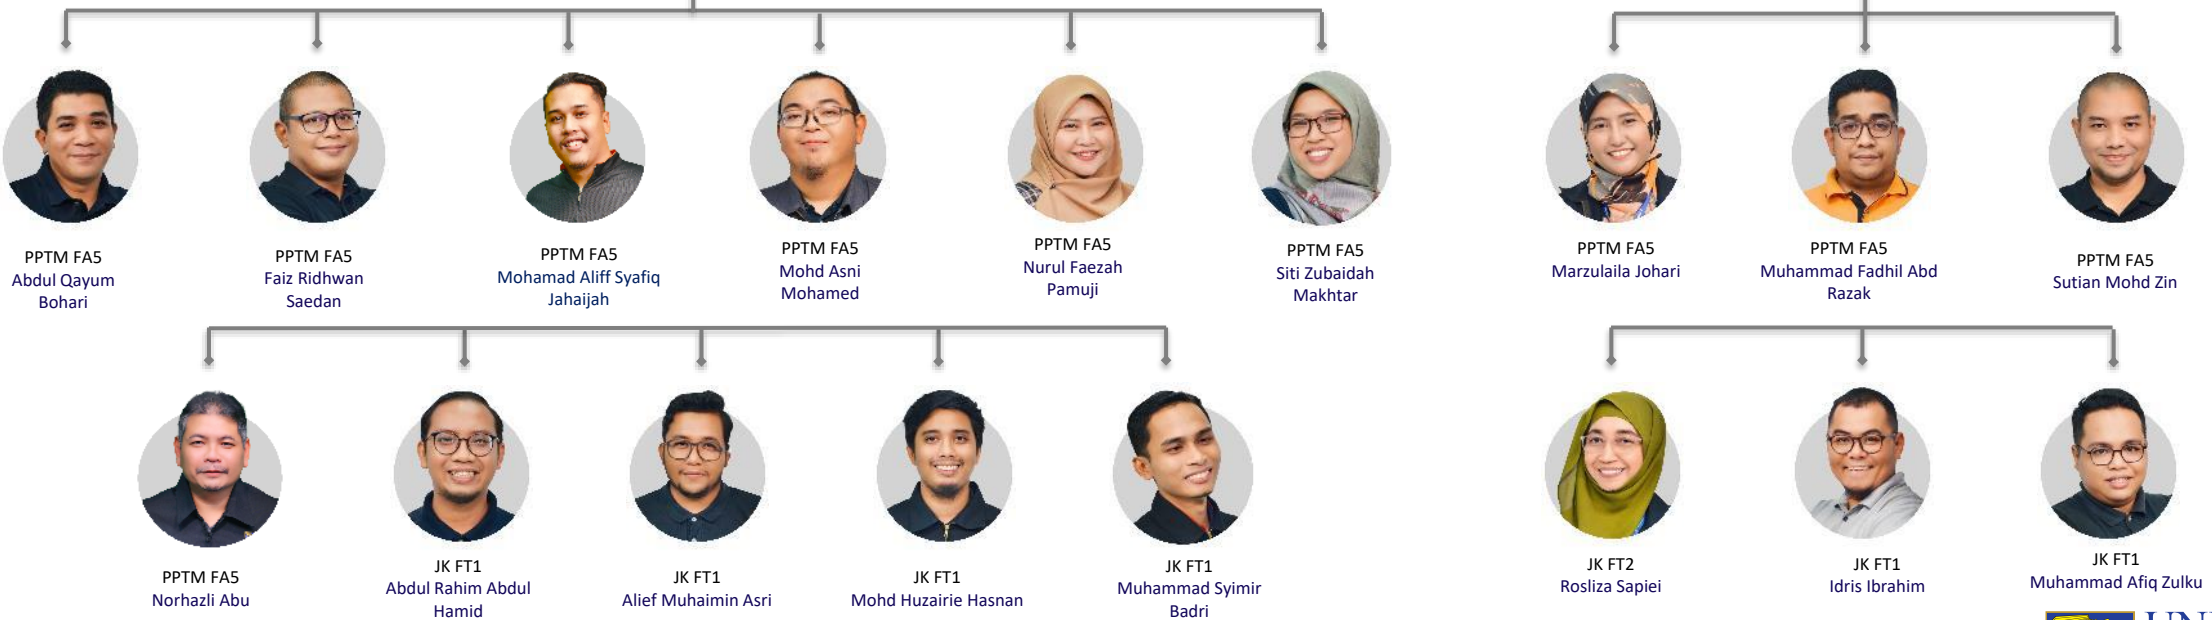 PPTM FA5
Abdul Qayum
Bohari
PPTM FA5
Faiz Ridhwan
Saedan
PPTM FA5
Mohamad Aliff Syafiq
Jahaijah
PPTM FA5
Mohd Asni
Mohamed
PPTM FA5
Nurul Faezah
Pamuji
PPTM FA5
Siti Zubaidah
Makhtar
PPTM FA5
Marzulaila Johari
PPTM FA5
Muhammad Fadhil Abd
Razak
PPTM FA5
Sutian Mohd Zin
PPTM FA5
Norhazli Abu
JK FT1
Abdul Rahim Abdul
Hamid
JK FT1
Alief Muhaimin Asri
JK FT1
Mohd Huzairie Hasnan
JK FT1
Muhammad Syimir
Badri
JK FT2
Rosliza Sapiei
JK FT1
Idris Ibrahim
JK FT1
Muhammad Afiq Zulku